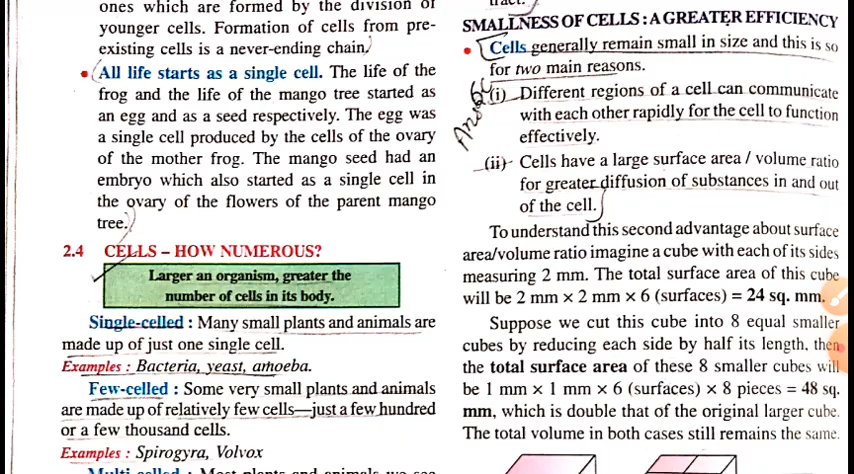 ones which are formed by the division of
younger cells. Formation of cells from pre-
existing cells is a never-ending chain.
• All life starts as a single cell. The life of the
frog and the life of the mango tree started as
an egg and as a seed respectively. The egg was
a single cell produced by the cells of the ovary
of the mother frog. The mango seed had an
embryo which also started as a single cell in
the ovary of the flowers of the parent mango
tree.
2.4 CELLS – HOW NUMEROUS?
Larger an organism, greater the
number of cells in its body.
Single-celled : Many small plants and animals are
made up of just one single cell.
Examples : Bacteria, yeast, amoeba.
Few-celled : Some very small plants and animals
are made up of relatively few cells—just a few hundred
or a few thousand cells.
Examples : Spirogyra, Volvox
Multi-celled : Most plants and animals we see
tract.
SMALLNESS OF CELLS : A GREATER EFFICIENCY
• Cells generally remain small in size and this is so
for two main reasons.
(i) Different regions of a cell can communicate
with each other rapidly for the cell to function
effectively.
(ii) Cells have a large surface area / volume ratio
for greater diffusion of substances in and out
of the cell.
To understand this second advantage about surface
area/volume ratio imagine a cube with each of its sides
measuring 2 mm. The total surface area of this cube
will be 2 mm × 2 mm × 6 (surfaces) = 24 sq. mm.
Suppose we cut this cube into 8 equal smaller
cubes by reducing each side by half its length, then
the total surface area of these 8 smaller cubes will
be 1 mm × 1 mm × 6 (surfaces) × 8 pieces = 48 sq.
mm, which is double that of the original larger cube.
The total volume in both cases still remains the same.